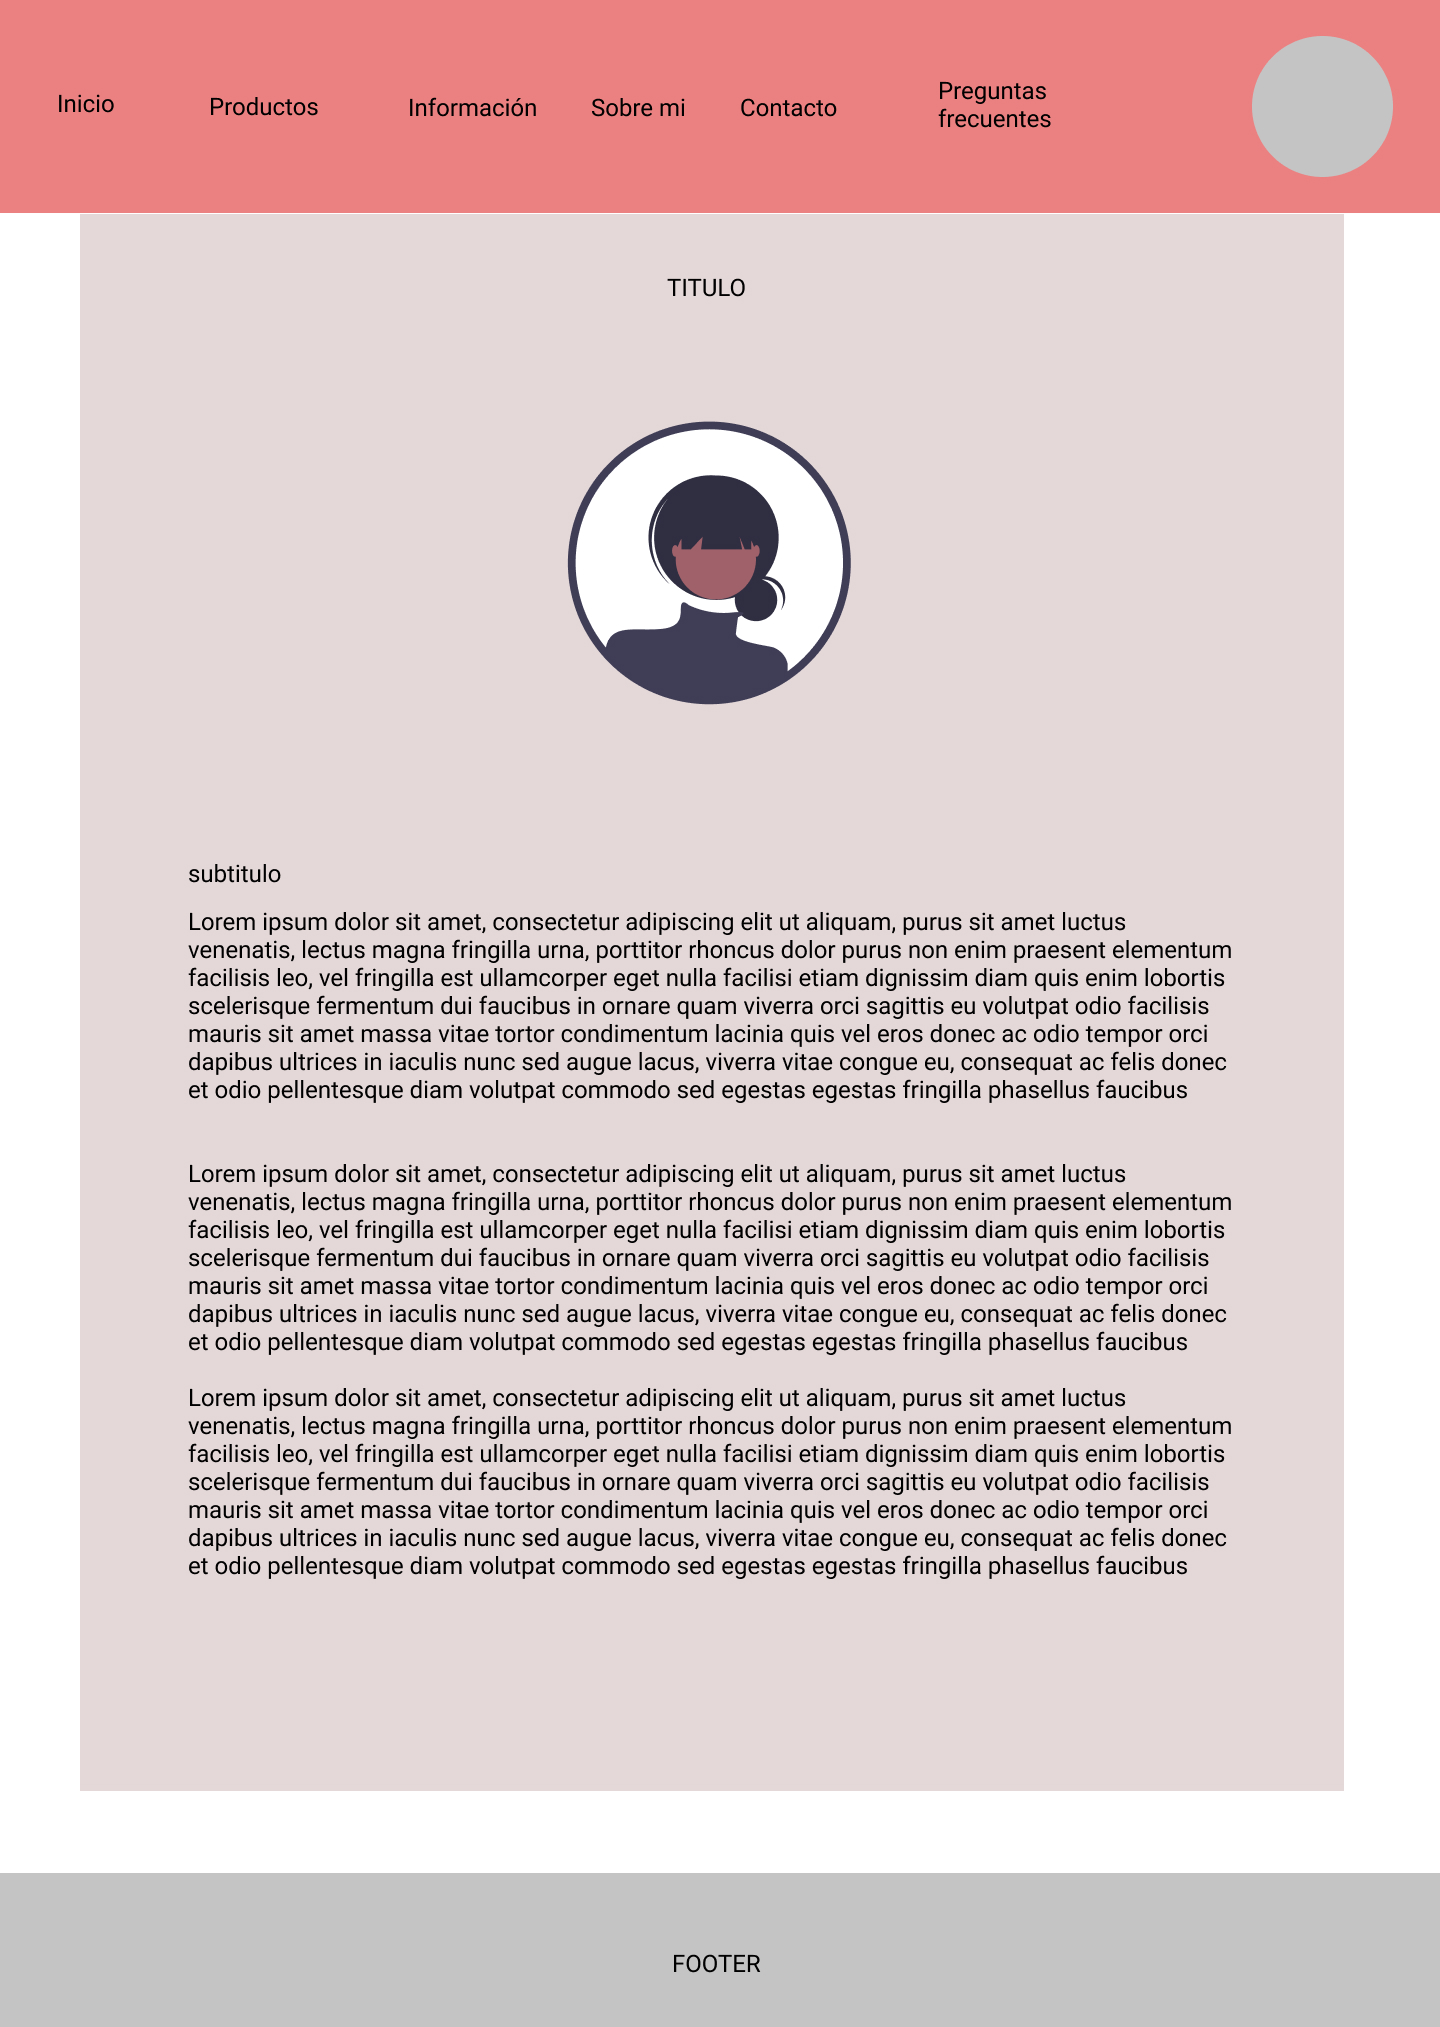 Inicio
Productos
Información
Sobre mi
Contacto
Preguntas
frecuentes
TITULO
subtitulo
Lorem ipsum dolor sit amet, consectetur adipiscing elit ut aliquam, purus sit amet luctus
venenatis, lectus magna fringilla urna, porttitor rhoncus dolor purus non enim praesent elementum
facilisis leo, vel fringilla est ullamcorper eget nulla facilisi etiam dignissim diam quis enim lobortis
scelerisque fermentum dui faucibus in ornare quam viverra orci sagittis eu volutpat odio facilisis
mauris sit amet massa vitae tortor condimentum lacinia quis vel eros donec ac odio tempor orci
dapibus ultrices in iaculis nunc sed augue lacus, viverra vitae congue eu, consequat ac felis donec
et odio pellentesque diam volutpat commodo sed egestas egestas fringilla phasellus faucibus
Lorem ipsum dolor sit amet, consectetur adipiscing elit ut aliquam, purus sit amet luctus
venenatis, lectus magna fringilla urna, porttitor rhoncus dolor purus non enim praesent elementum
facilisis leo, vel fringilla est ullamcorper eget nulla facilisi etiam dignissim diam quis enim lobortis
scelerisque fermentum dui faucibus in ornare quam viverra orci sagittis eu volutpat odio facilisis
mauris sit amet massa vitae tortor condimentum lacinia quis vel eros donec ac odio tempor orci
dapibus ultrices in iaculis nunc sed augue lacus, viverra vitae congue eu, consequat ac felis donec
et odio pellentesque diam volutpat commodo sed egestas egestas fringilla phasellus faucibus
Lorem ipsum dolor sit amet, consectetur adipiscing elit ut aliquam, purus sit amet luctus
venenatis, lectus magna fringilla urna, porttitor rhoncus dolor purus non enim praesent elementum
facilisis leo, vel fringilla est ullamcorper eget nulla facilisi etiam dignissim diam quis enim lobortis
scelerisque fermentum dui faucibus in ornare quam viverra orci sagittis eu volutpat odio facilisis
mauris sit amet massa vitae tortor condimentum lacinia quis vel eros donec ac odio tempor orci
dapibus ultrices in iaculis nunc sed augue lacus, viverra vitae congue eu, consequat ac felis donec
et odio pellentesque diam volutpat commodo sed egestas egestas fringilla phasellus faucibus
FOOTER